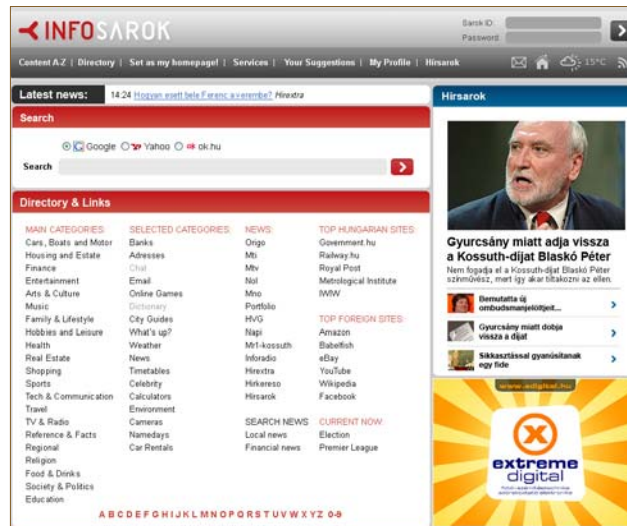 INFOSAROK
Sarok ID:
Password:
Content A-Z | Directory | Set as my homepage! | Services | Your Suggestions | My Profile | Hírsarok
15°C
Latest news: 14:24 Hogyan esett bele Ferenc a verembe? Hirextra
Search
Google Yahoo ok.hu
Search
Directory & Links
MAIN CATEGORIES:
Cars, Boats and Motor
Housing and Estate
Finance
Entertainment
Arts & Culture
Music
Family & Lifestyle
Hobbies and Leisure
Health
Real Estate
Shopping
Sports
Tech & Communication
Travel
TV & Radio
Reference & Facts
Regional
Religion
Food & Drinks
Society & Politics
Education
SELECTED CATEGORIES:
Banks
Adresses
Chat
Email
Online Games
Dictionary
City Guides
What's up?
Weather
News
Timetables
Celebrity
Calculators
Environment
Cameras
Namedays
Car Rentals
NEWS:
Origo
Mti
Mtv
Nol
Mno
Portfolio
HVG
Napi
Mr1-kossuth
Inforadio
Hirextra
Hirkereso
Hirsarok
SEARCH NEWS
Local news
Financial news
TOP HUNGARIAN SITES:
Government.hu
Railway.hu
Royal Post
Metrological Institute
IWIW
TOP FOREIGN SITES:
Amazon
Babelfish
eBay
YouTube
Wikipedia
Facebook
CURRENT NOW:
Election
Premier League
A B C D E F G H I J K L M N O P Q R S T U V W X Y Z 0-9
Hírsarok
Gyurcsány miatt adja vissza
a Kossuth-díjat Blaskó Péter
Nem fogadja el a Kossuth-díjat Blaskó Péter
színművész, mert így akar tiltakozni az ellen.
Bemutatta új
ombudsmanjelöltjeit...
Gyurcsány miatt dobja
vissza a díjat
Sikkasztással gyanúsítanak
egy fide
www.edigital.hu
extreme
digital